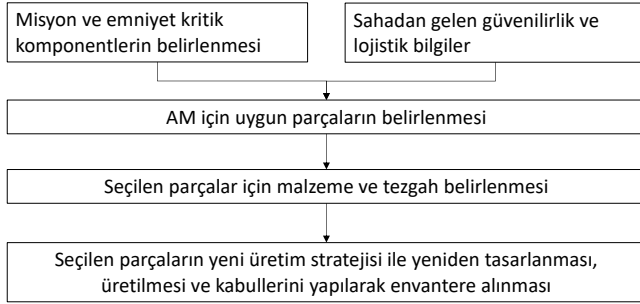 Misyon ve emniyet kritik
komponentlerin belirlenmesi
Sahadan gelen güvenilirlik ve
lojistik bilgiler
AM için uygun parçaların belirlenmesi
Seçilen parçalar için malzeme ve tezgah belirlenmesi
Seçilen parçaların yeni üretim stratejisi ile yeniden tasarlanması,
üretilmesi ve kabullerini yapılarak envantere alınması